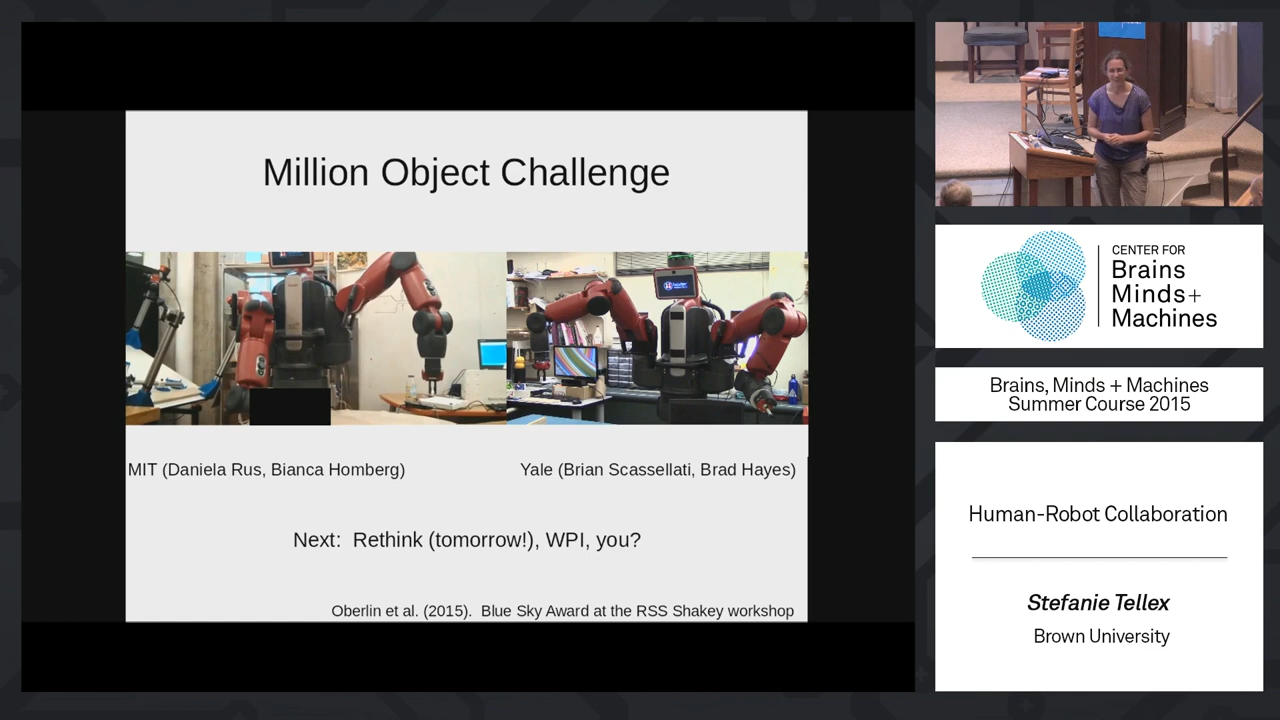 Million Object Challenge
MIT (Daniela Rus, Bianca Homberg)
Yale (Brian Scassellati, Brad Hayes)
Next: Rethink (tomorrow!), WPI, you?
Oberlin et al. (2015). Blue Sky Award at the RSS Shakey workshop
CENTER FOR
Brains
Minds+
Machines
Brains, Minds + Machines
Summer Course 2015
Human-Robot Collaboration
Stefanie Tellex
Brown University